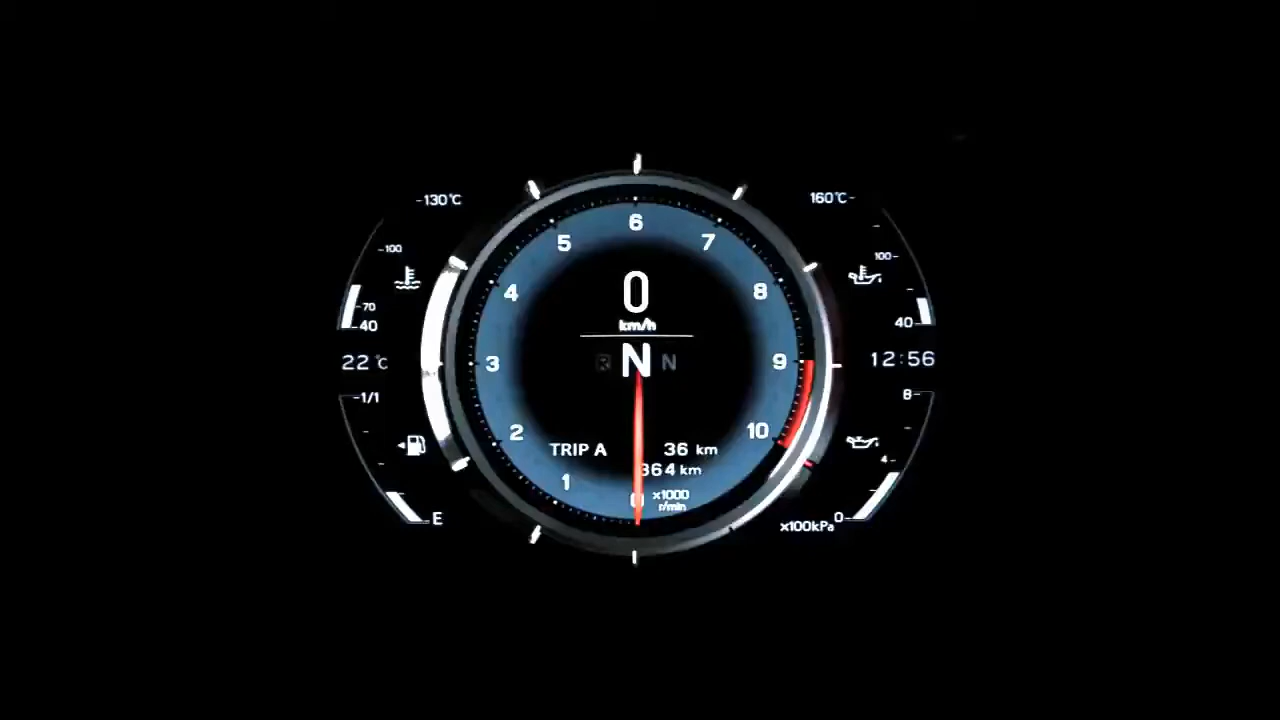 130℃
100
70
40
22℃
1/1
E
6
5
7
4
8
3
9
2
10
1
0
km/h
N
N
TRIP A 36 km
364 km
x1000
r/min
160℃
100
40
12:56
8
4
0
x100kPa